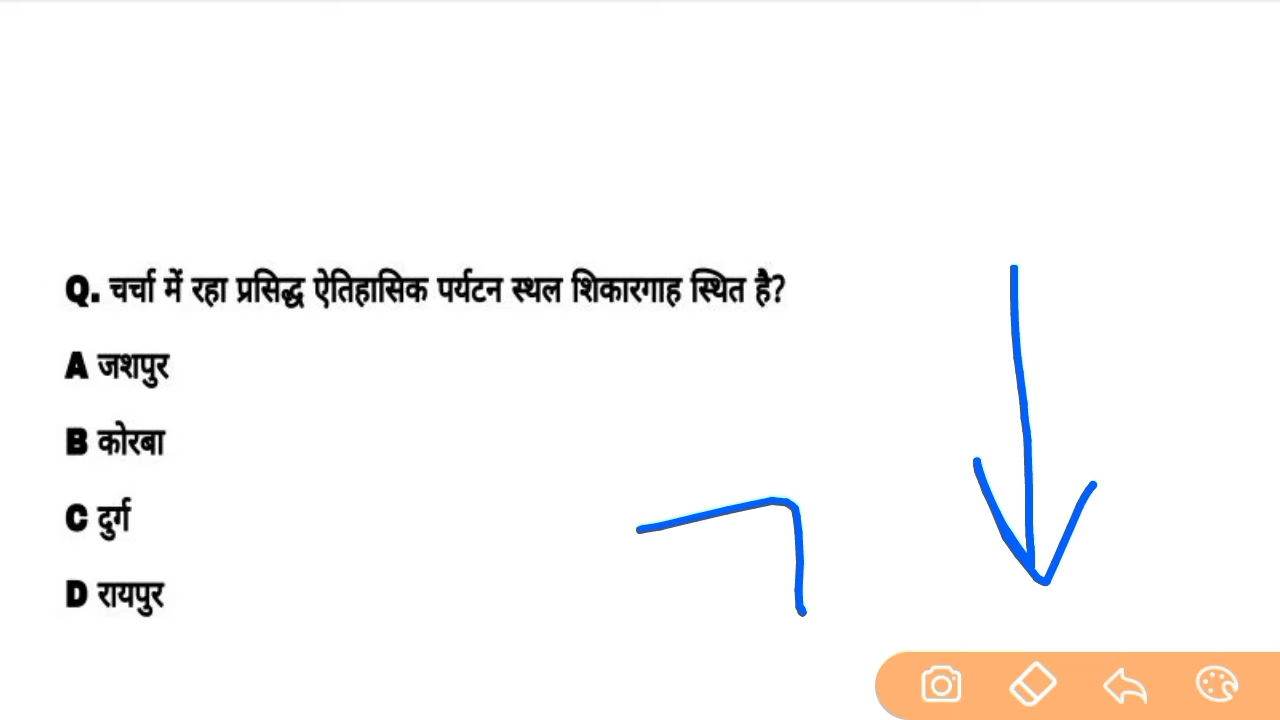 Q. चर्चा में रहा प्रसिद्ध ऐतिहासिक पर्यटन स्थल शिकारगाह स्थित है?
A जशपुर
B कोरबा
C दुर्ग
D रायपुर